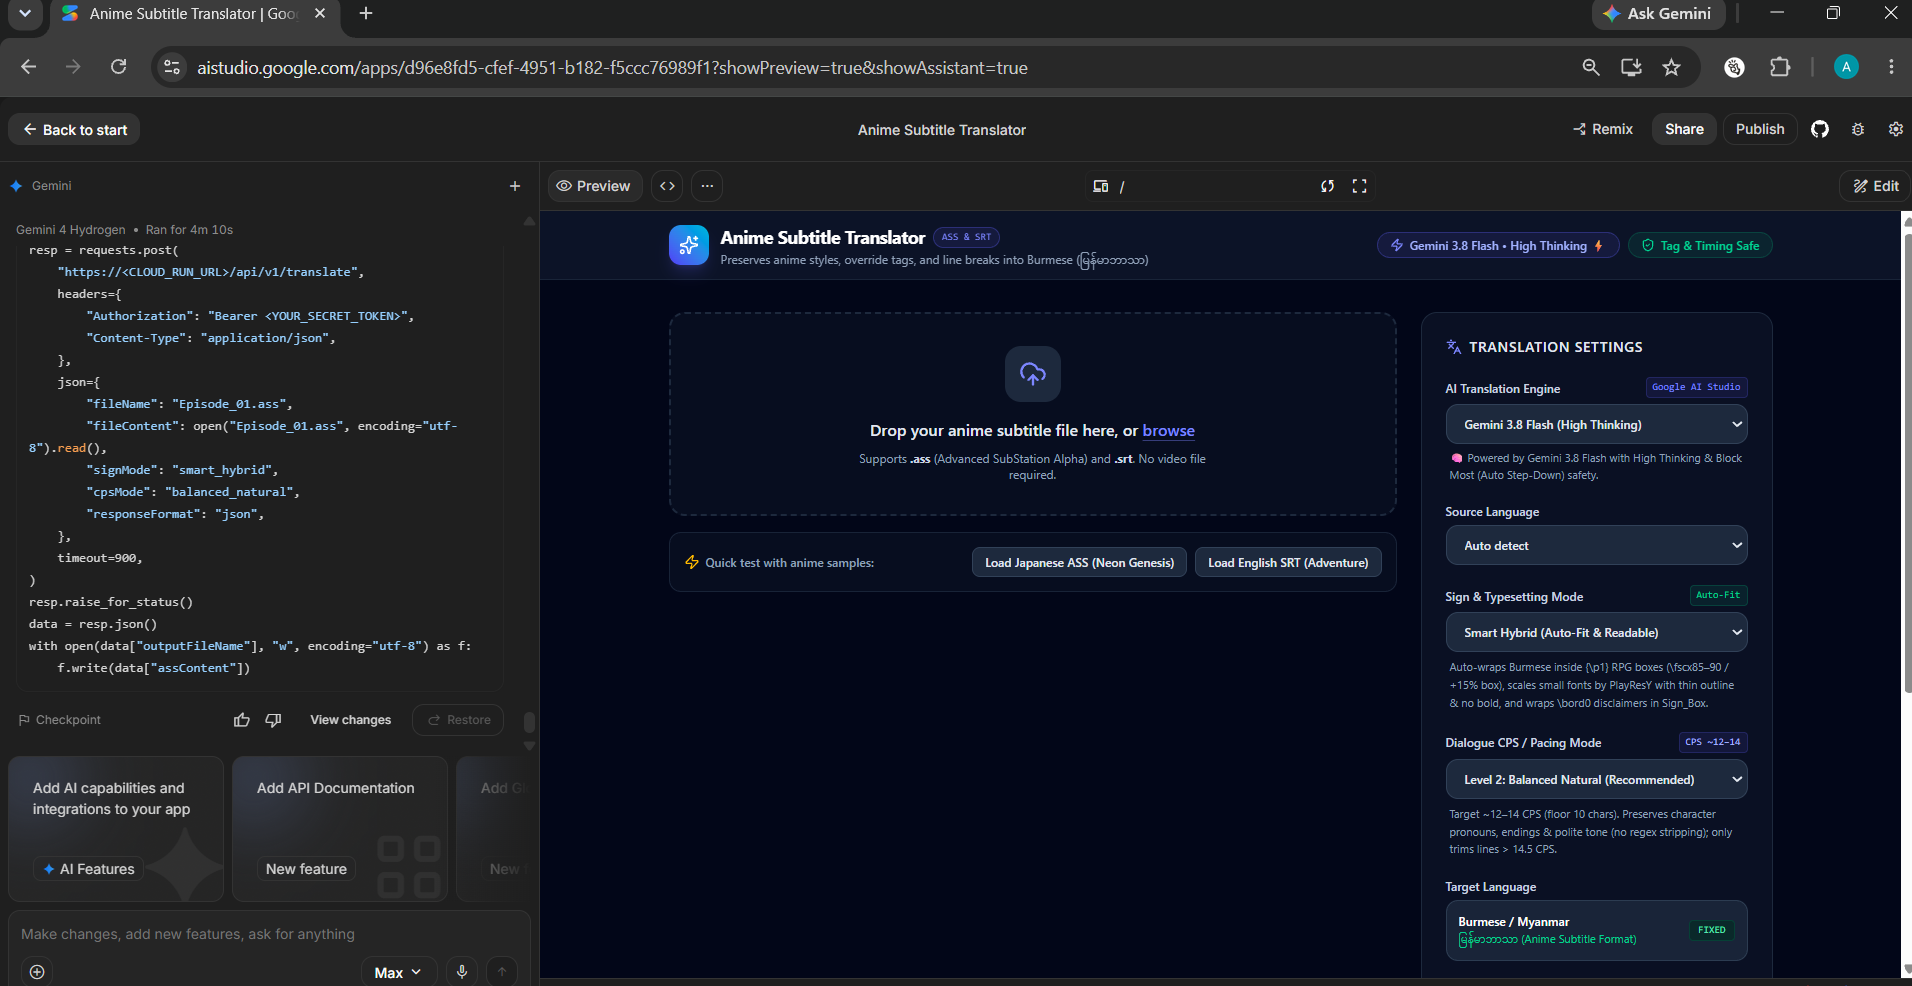 Anime Subtitle Translator | Goo
Ask Gemini
aistudio.google.com/apps/d96e8fd5-cfef-4951-b182-f5ccc76989f1?showPreview=true&showAssistant=true
A
Back to start
Anime Subtitle Translator
Remix
Share
Publish
Gemini
Gemini 4 Hydrogen • Ran for 4m 10s
resp = requests.post(
"https://<CLOUD_RUN_URL>/api/v1/translate",
headers={
"Authorization": "Bearer <YOUR_SECRET_TOKEN>",
"Content-Type": "application/json",
},
json={
"fileName": "Episode_01.ass",
"fileContent": open("Episode_01.ass", encoding="utf-
8").read(),
"signMode": "smart_hybrid",
"cpsMode": "balanced_natural",
"responseFormat": "json",
},
timeout=900,
)
resp.raise_for_status()
data = resp.json()
with open(data["outputFileName"], "w", encoding="utf-8") as f:
f.write(data["assContent"])
Checkpoint
View changes
Restore
Add AI capabilities and
integrations to your app
AI Features
Add API Documentation
New feature
Add G
New
Make changes, add new features, ask for anything
Max
Preview
/
Edit
Anime Subtitle Translator
ASS & SRT
Preserves anime styles, override tags, and line breaks into Burmese (မြန်မာဘာသာ)
Gemini 3.8 Flash • High Thinking
Tag & Timing Safe
Drop your anime subtitle file here, or browse
Supports .ass (Advanced SubStation Alpha) and .srt. No video file
required.
Quick test with anime samples:
Load Japanese ASS (Neon Genesis)
Load English SRT (Adventure)
TRANSLATION SETTINGS
AI Translation Engine
Google AI Studio
Gemini 3.8 Flash (High Thinking)
🧠 Powered by Gemini 3.8 Flash with High Thinking & Block
Most (Auto Step-Down) safety.
Source Language
Auto detect
Sign & Typesetting Mode
Auto-Fit
Smart Hybrid (Auto-Fit & Readable)
Auto-wraps Burmese inside {\p1} RPG boxes (\fscx85–90 /
+15% box), scales small fonts by PlayResY with thin outline
& no bold, and wraps \bord0 disclaimers in Sign_Box.
Dialogue CPS / Pacing Mode
CPS ~12–14
Level 2: Balanced Natural (Recommended)
Target ~12–14 CPS (floor 10 chars). Preserves character
pronouns, endings & polite tone (no regex stripping); only
trims lines > 14.5 CPS.
Target Language
Burmese / Myanmar
မြန်မာဘာသာ (Anime Subtitle Format)
FIXED